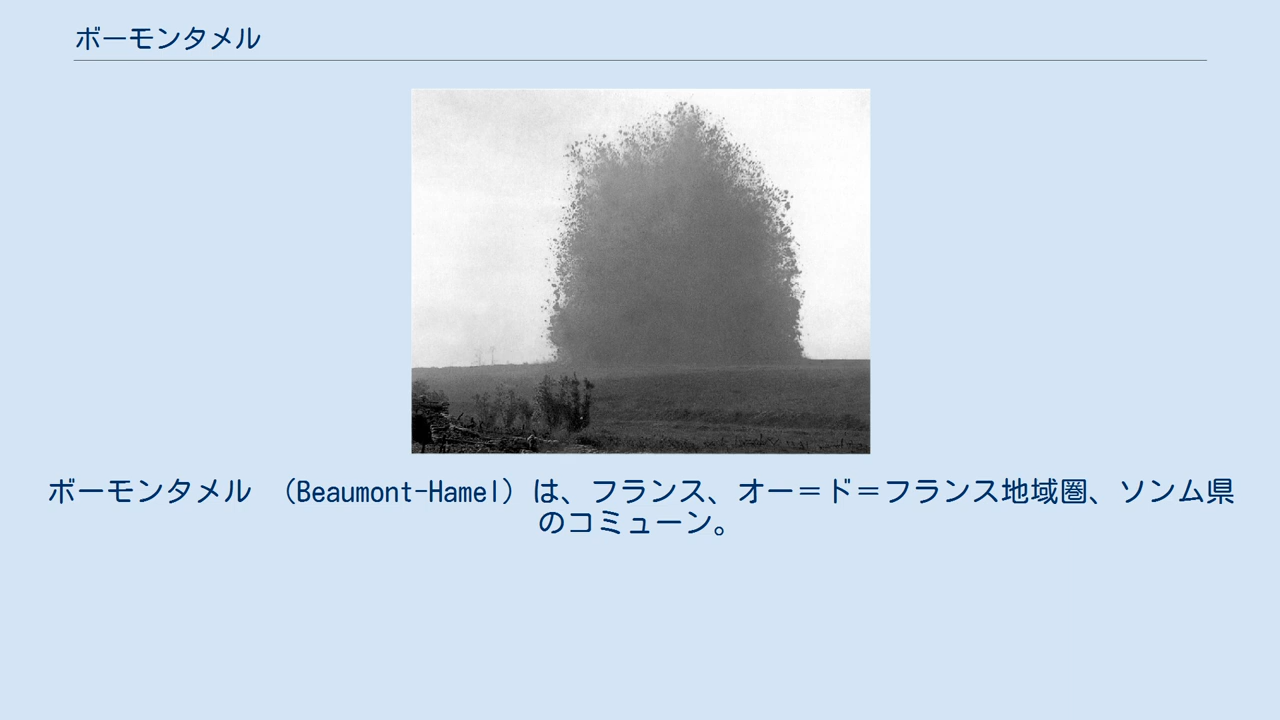 ボーモンタメル
ボーモンタメル （Beaumont-Hamel）は、フランス、オー＝ド＝フランス地域圏、ソンム県
のコミューン。